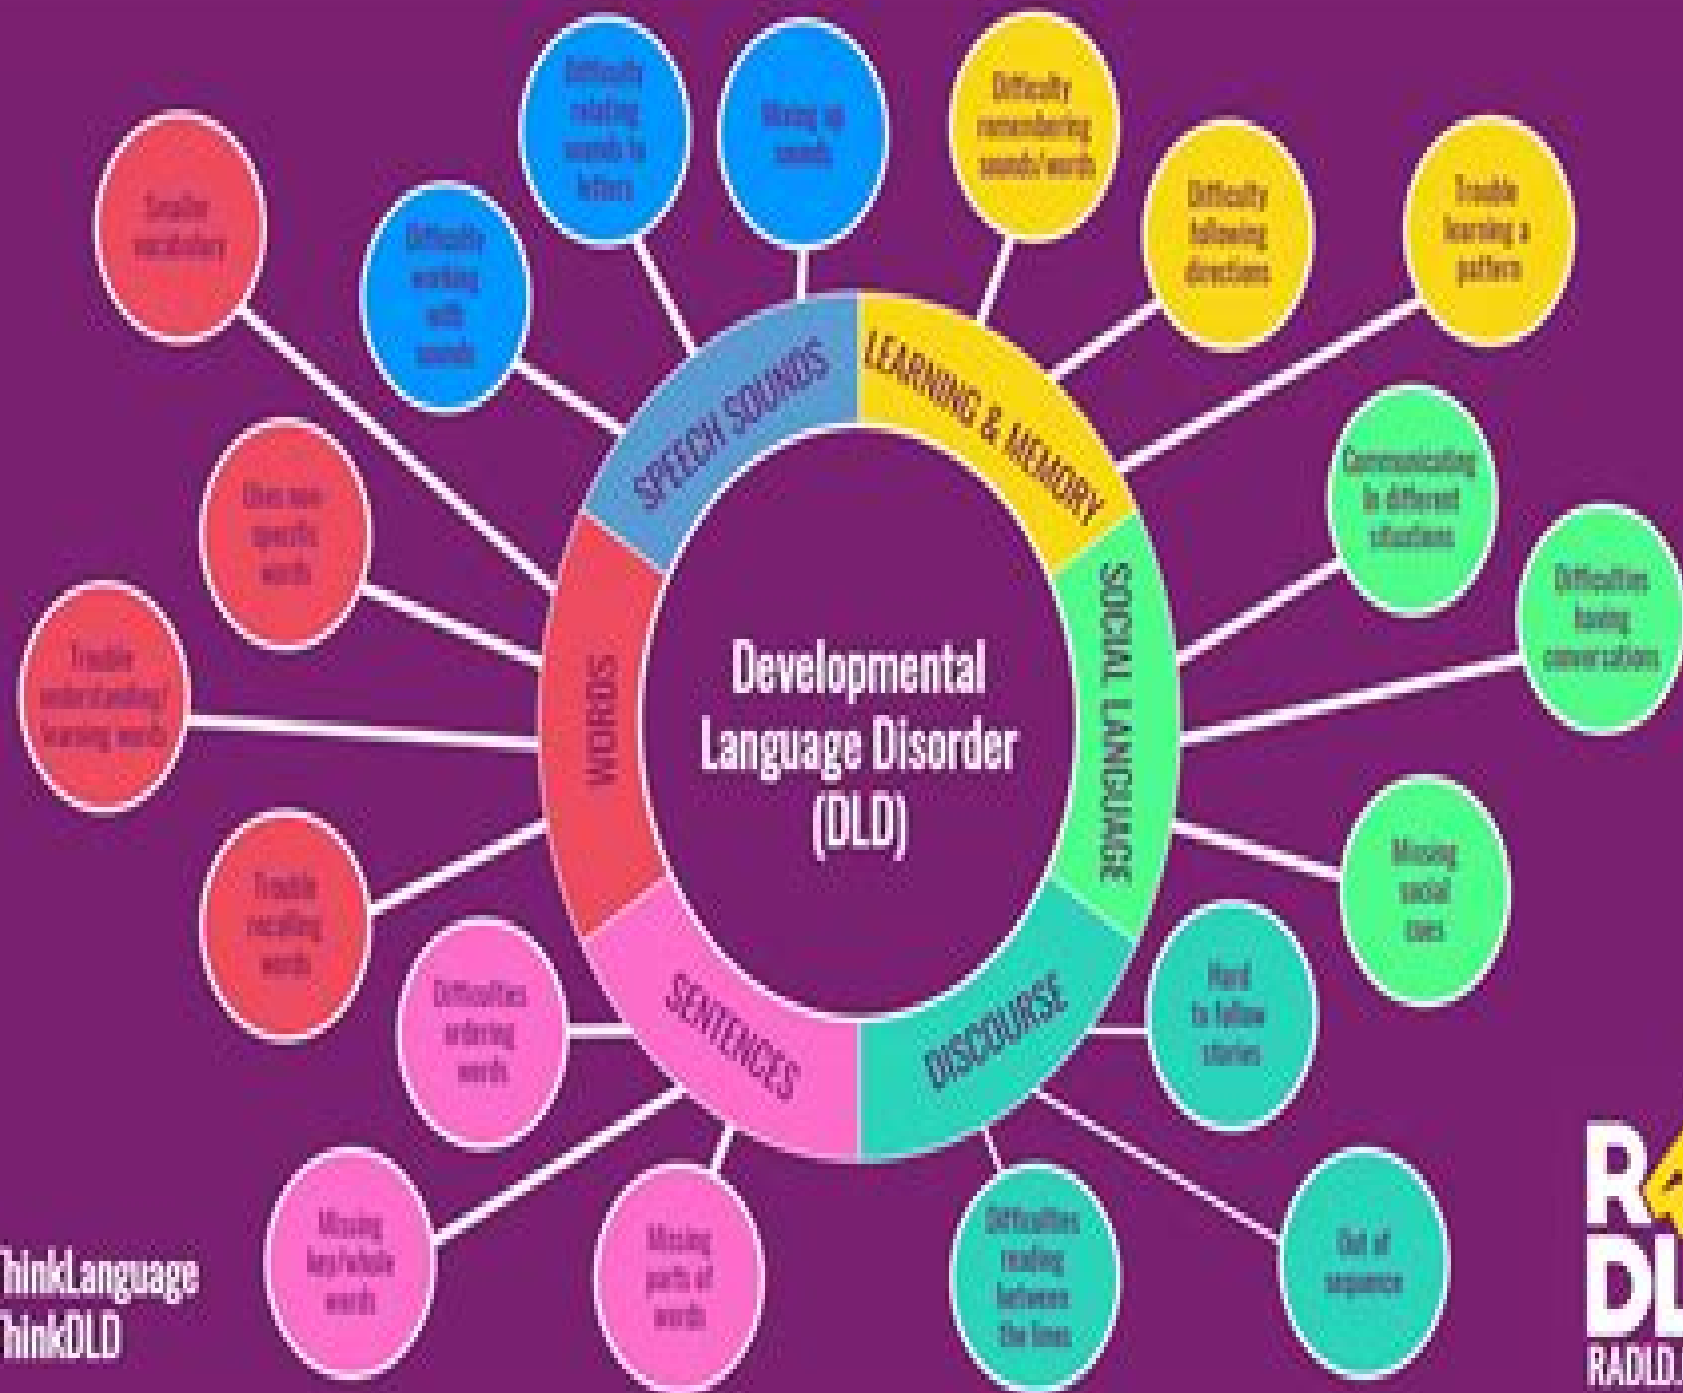 Difficulty
relating
sounds to
letters
Mixing up
sounds
Difficulty
remembering
sounds/words
Difficulty
following
directions
Trouble
learning a
pattern
Smaller
vocabulary
Difficulty
working
with
sounds
SPEECH SOUNDS
LEARNING & MEMORY
Communicating
in different
situations
Uses non-
specific
words
Difficulties
having
conversations
Trouble
understanding/
learning words
WORDS
Developmental
Language Disorder
(DLD)
SOCIAL LANGUAGE
Trouble
recalling
words
Missing
social
cues
Difficulties
ordering
words
SENTENCES
DISCOURSE
Hard
to follow
stories
Missing
key/whole
words
Missing
parts of
words
Difficulties
reading
between
the lines
Out of
sequence
ThinkLanguage
ThinkDLD
R
DL
RADLD.